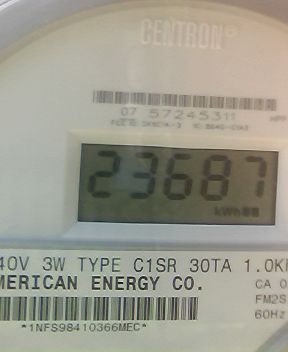 CENTRON®
07 57245311
23687
kWh
40V 3W TYPE C1SR 30TA 1.0K
MERICAN ENERGY CO.
CA 0
FM2S
60Hz
*1NFS98410366MEC*